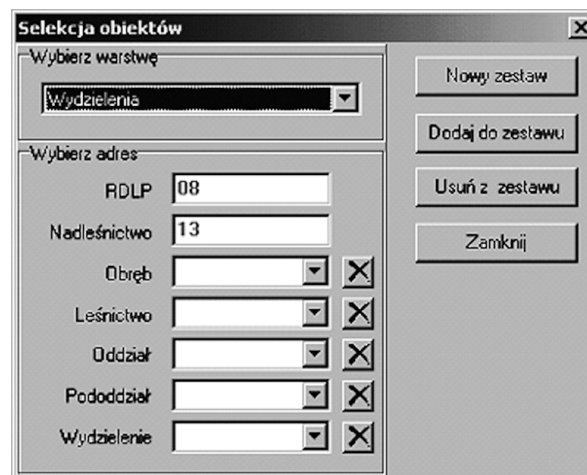 Selekcja obiektów
Wybierz warstwę
Wydzielenia
Wybierz adres
RDLP 08
Nadleśnictwo 13
Obręb
Leśnictwo
Oddział
Pododdział
Wydzielenie
Nowy zestaw
Dodaj do zestawu
Usuń z zestawu
Zamknij